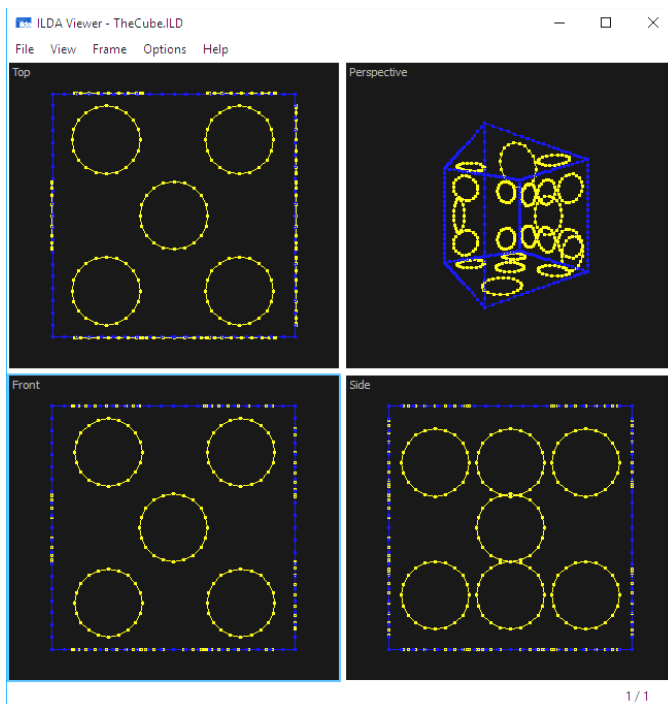 ILDA Viewer - TheCube.ILD
File View Frame Options Help
Top
Perspective
Front
Side
1 / 1